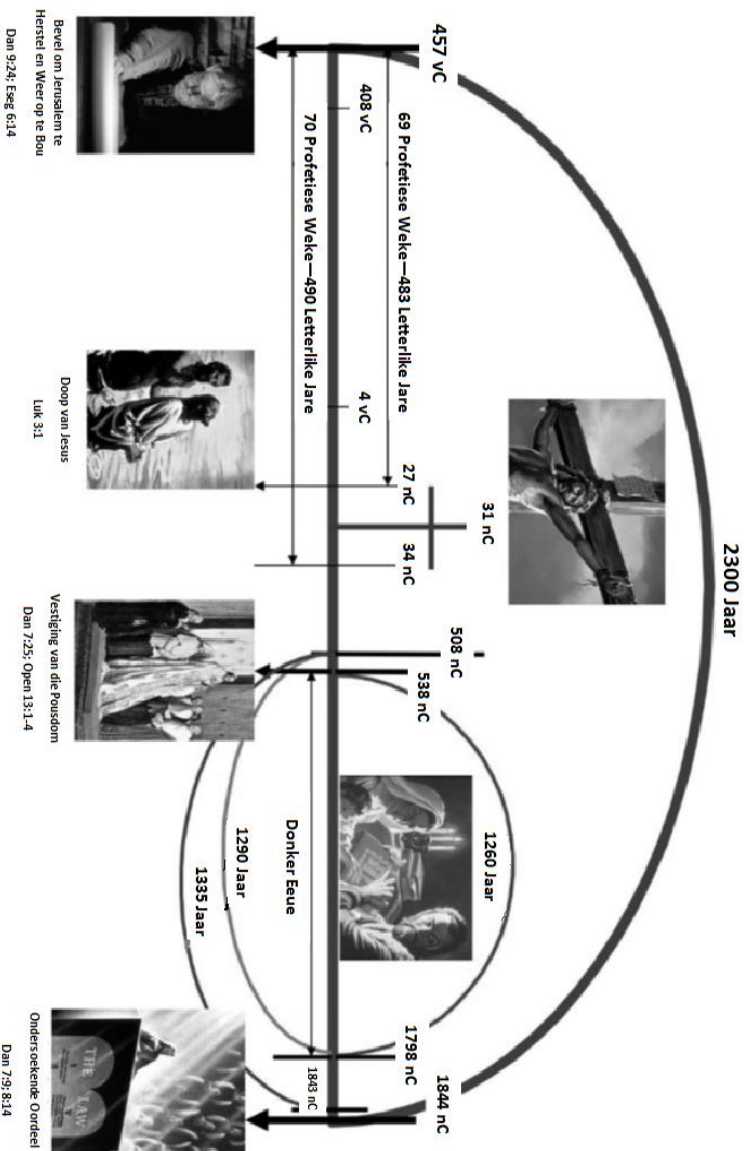 2300 Jaar
457 vC
408 vC
4 vC
27 nC
31 nC
34 nC
508 nC
538 nC
1798 nC
1843 nC
1844 nC
69 Profetiese Weke—483 Letterlike Jare
70 Profetiese Weke—490 Letterlike Jare
1260 Jaar
Donker Eeue
1290 Jaar
1335 Jaar
Bevel om Jerusalem te
Herstel en Weer op te Bou
Dan 9:24; Eseg 6:14
Doop van Jesus
Luk 3:1
Vestiging van die Pousdom
Dan 7:25; Open 13:1-4
THE LAW
Ondersoekende Oordeel
Dan 7:9; 8:14